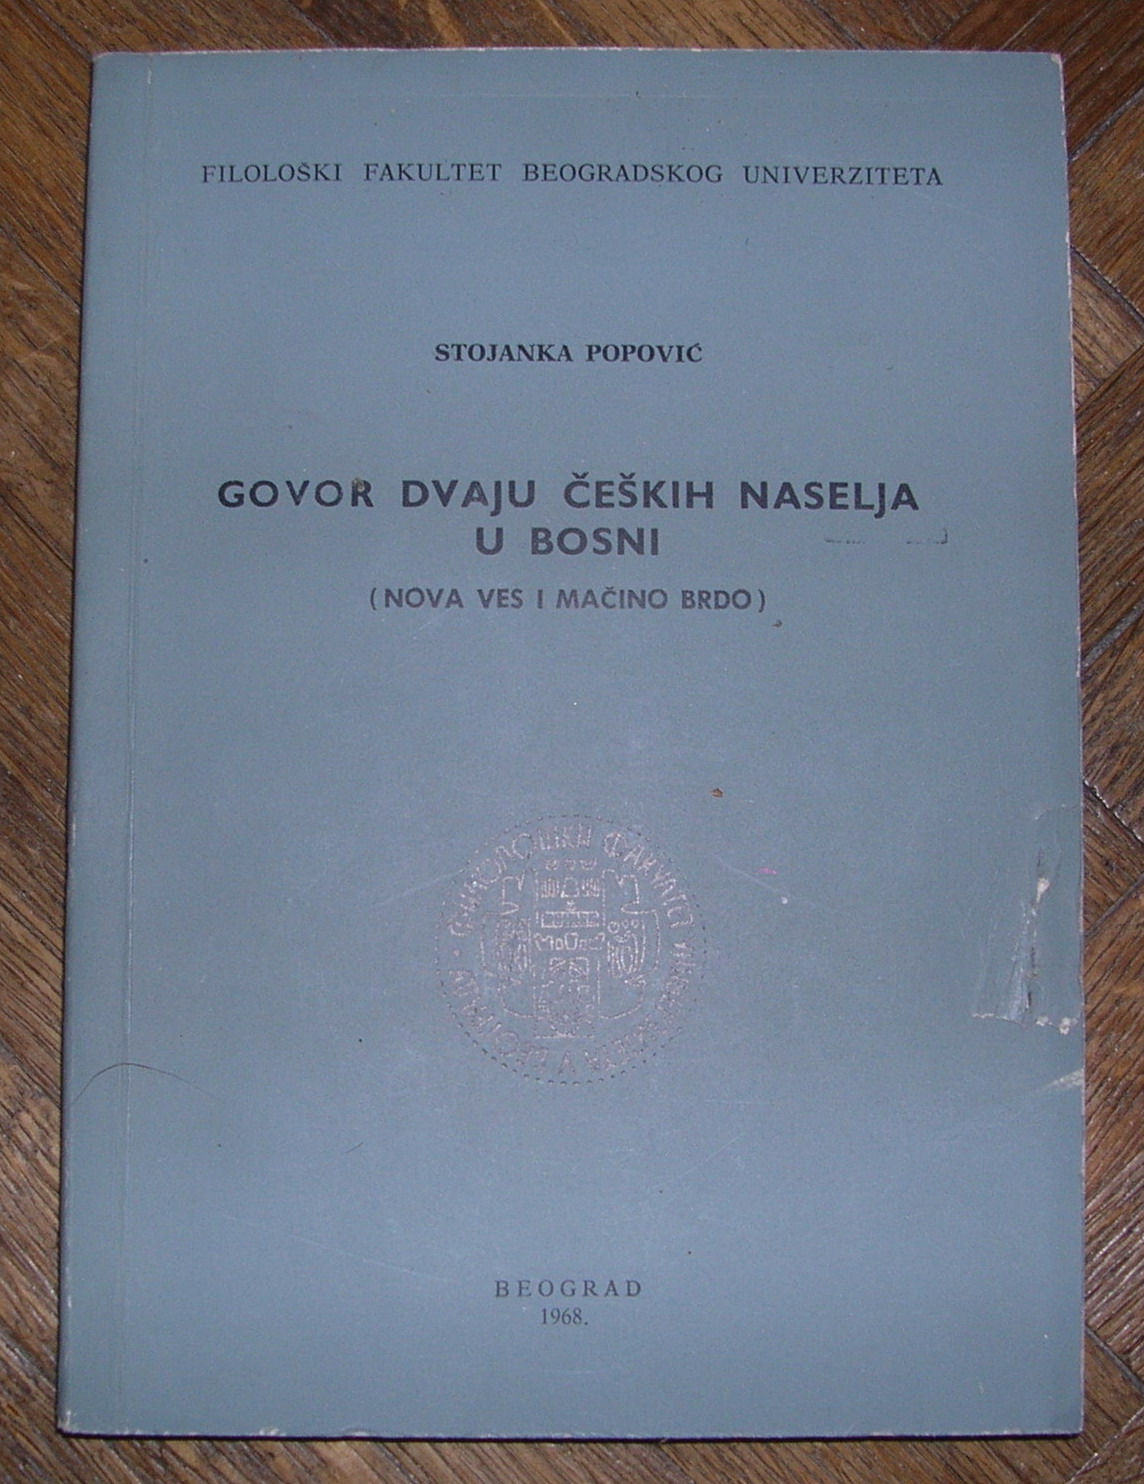 FILOLOŠKI FAKULTET BEOGRADSKOG UNIVERZITETA
STOJANKA POPOVIĆ
GOVOR DVAJU ČEŠKIH NASELJA
U BOSNI
(NOVA VES I MAČINO BRDO)
BEOGRAD
1968.